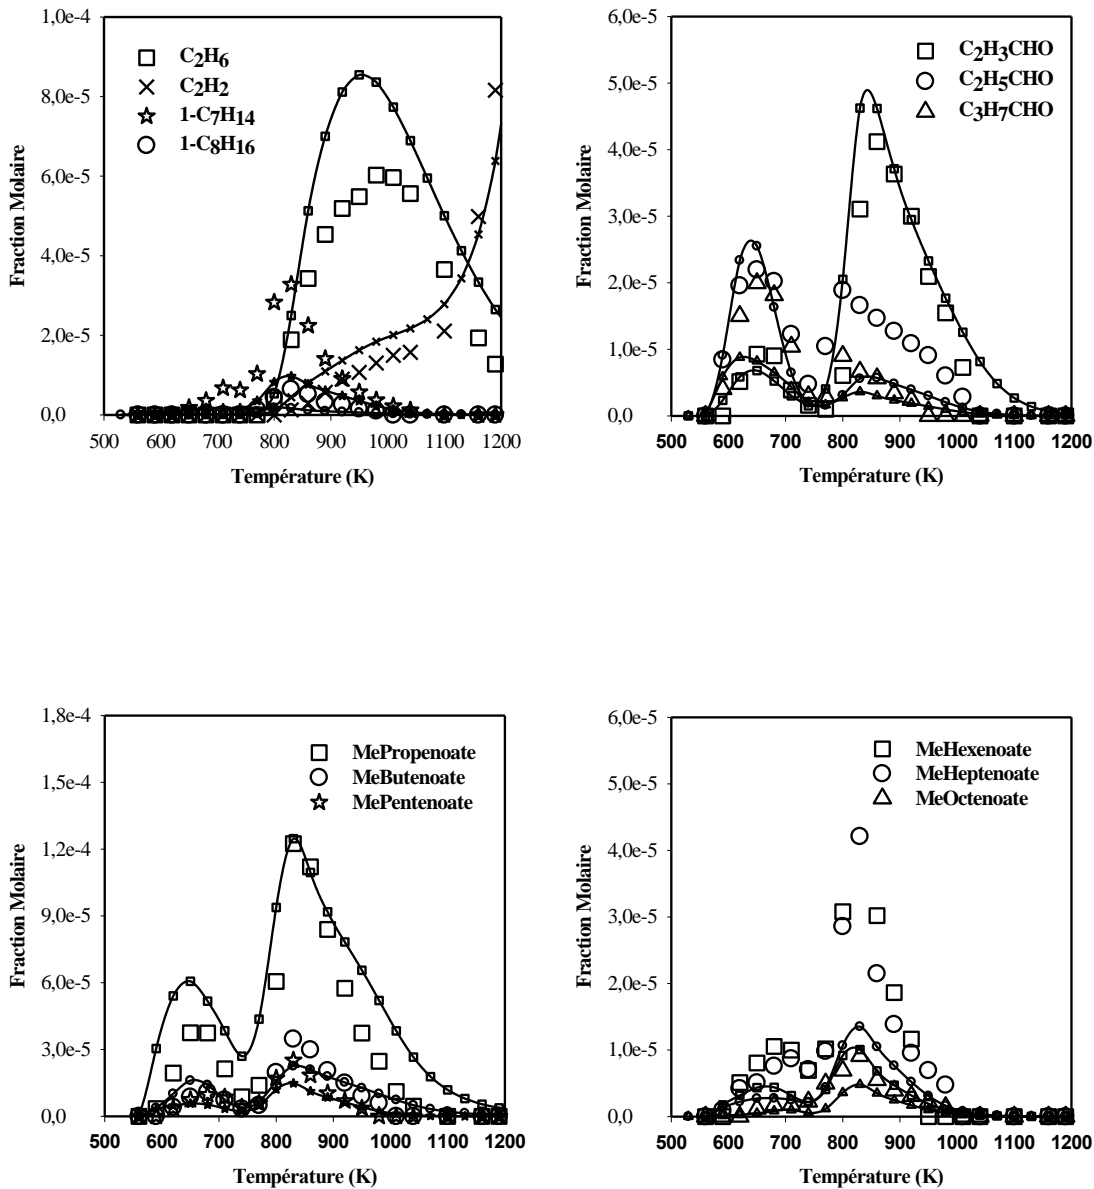 1,0e-4
8,0e-5
6,0e-5
4,0e-5
2,0e-5
0,0
Fraction Molaire
C2H6
C2H2
1-C7H14
1-C8H16
500 600 700 800 900 1000 1100 1200
Température (K)
6,0e-5
5,0e-5
4,0e-5
3,0e-5
2,0e-5
1,0e-5
0,0
Fraction Molaire
C2H3CHO
C2H5CHO
C3H7CHO
500 600 700 800 900 1000 1100 1200
Température (K)
1,8e-4
1,5e-4
1,2e-4
9,0e-5
6,0e-5
3,0e-5
0,0
Fraction Molaire
MePropenoate
MeButenoate
MePentenoate
500 600 700 800 900 1000 1100 1200
Température (K)
6,0e-5
5,0e-5
4,0e-5
3,0e-5
2,0e-5
1,0e-5
0,0
Fraction Molaire
MeHexenoate
MeHeptenoate
MeOctenoate
500 600 700 800 900 1000 1100 1200
Température (K)